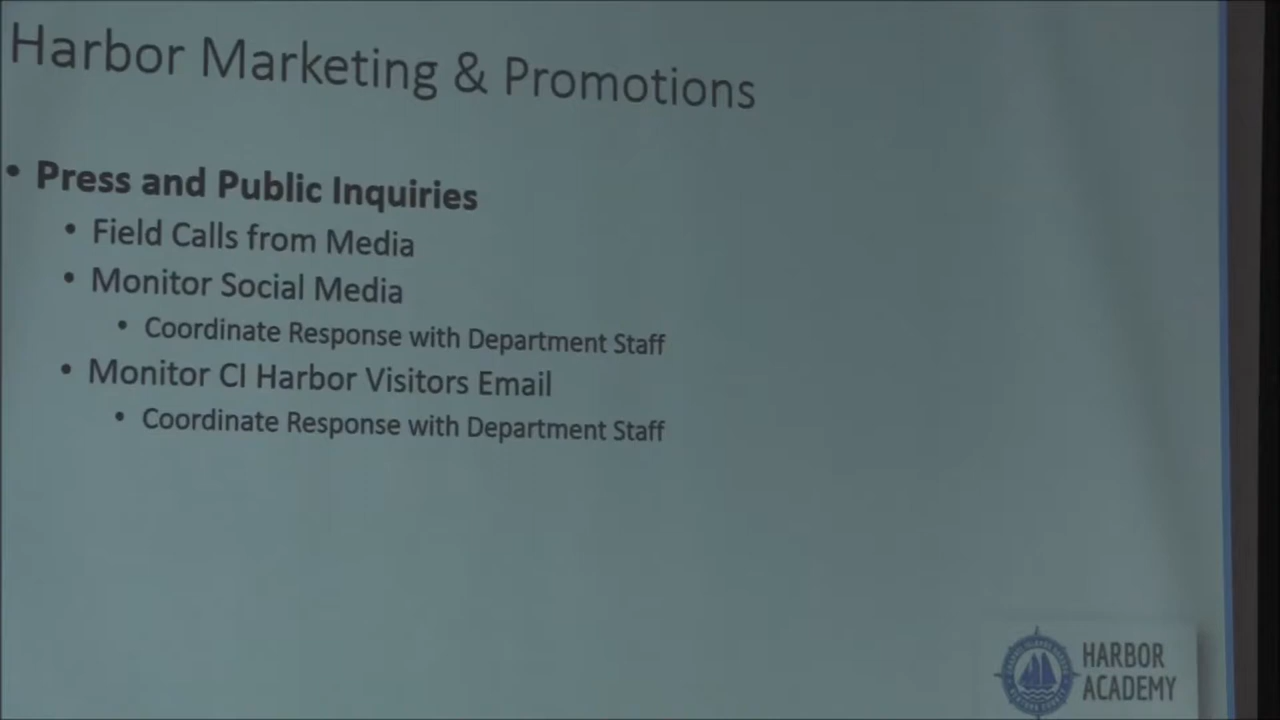 Harbor Marketing & Promotions
• Press and Public Inquiries
• Field Calls from Media
• Monitor Social Media
• Coordinate Response with Department Staff
• Monitor CI Harbor Visitors Email
• Coordinate Response with Department Staff
HARBOR
ACADEMY